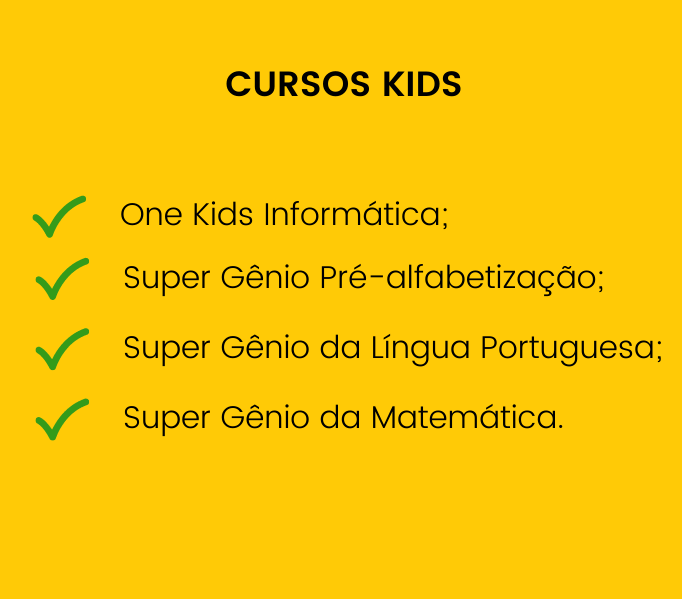 CURSOS KIDS
One Kids Informática;
Super Gênio Pré-alfabetização;
Super Gênio da Língua Portuguesa;
Super Gênio da Matemática.